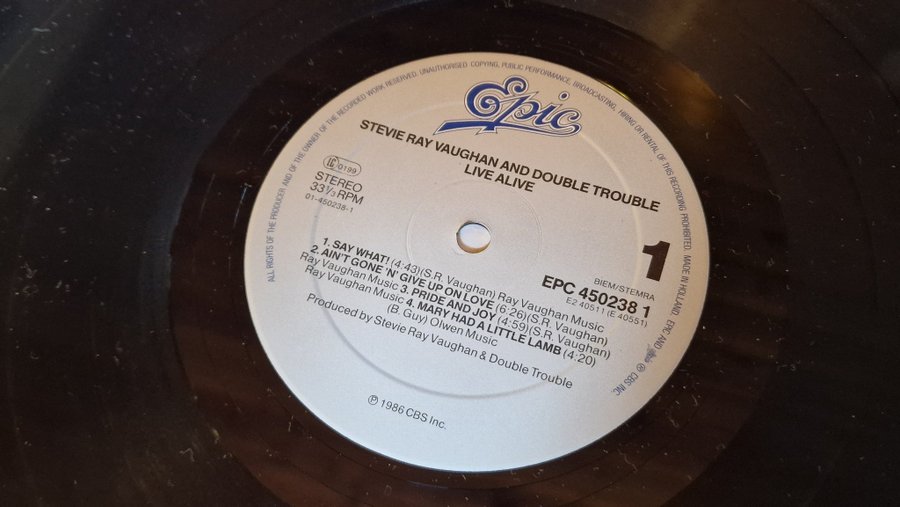 ALL RIGHTS OF THE PRODUCER AND OF THE OWNER OF THE RECORDED WORK RESERVED. UNAUTHORISED COPYING, PUBLIC PERFORMANCE, BROADCASTING, HIRING OR RENTAL OF THIS RECORDING PROHIBITED. MADE IN HOLLAND. EPIC AND ℗ CBS INC.
Epic
STEVIE RAY VAUGHAN AND DOUBLE TROUBLE
LIVE ALIVE
LC 0199
STEREO
33⅓ RPM
01-450238-1
1
BIEM/STEMRA
EPC 450238 1
E2 40511 (E 40551)
1. SAY WHAT! (4:43)(S.R. Vaughan) Ray Vaughan Music
2. AIN'T GONE 'N' GIVE UP ON LOVE (6:26)(S.R. Vaughan)
Ray Vaughan Music 3. PRIDE AND JOY (4:59)(S.R. Vaughan)
Ray Vaughan Music 4. MARY HAD A LITTLE LAMB (4:20)
(B. Guy) Olwen Music
Produced by Stevie Ray Vaughan & Double Trouble
℗ 1986 CBS Inc.